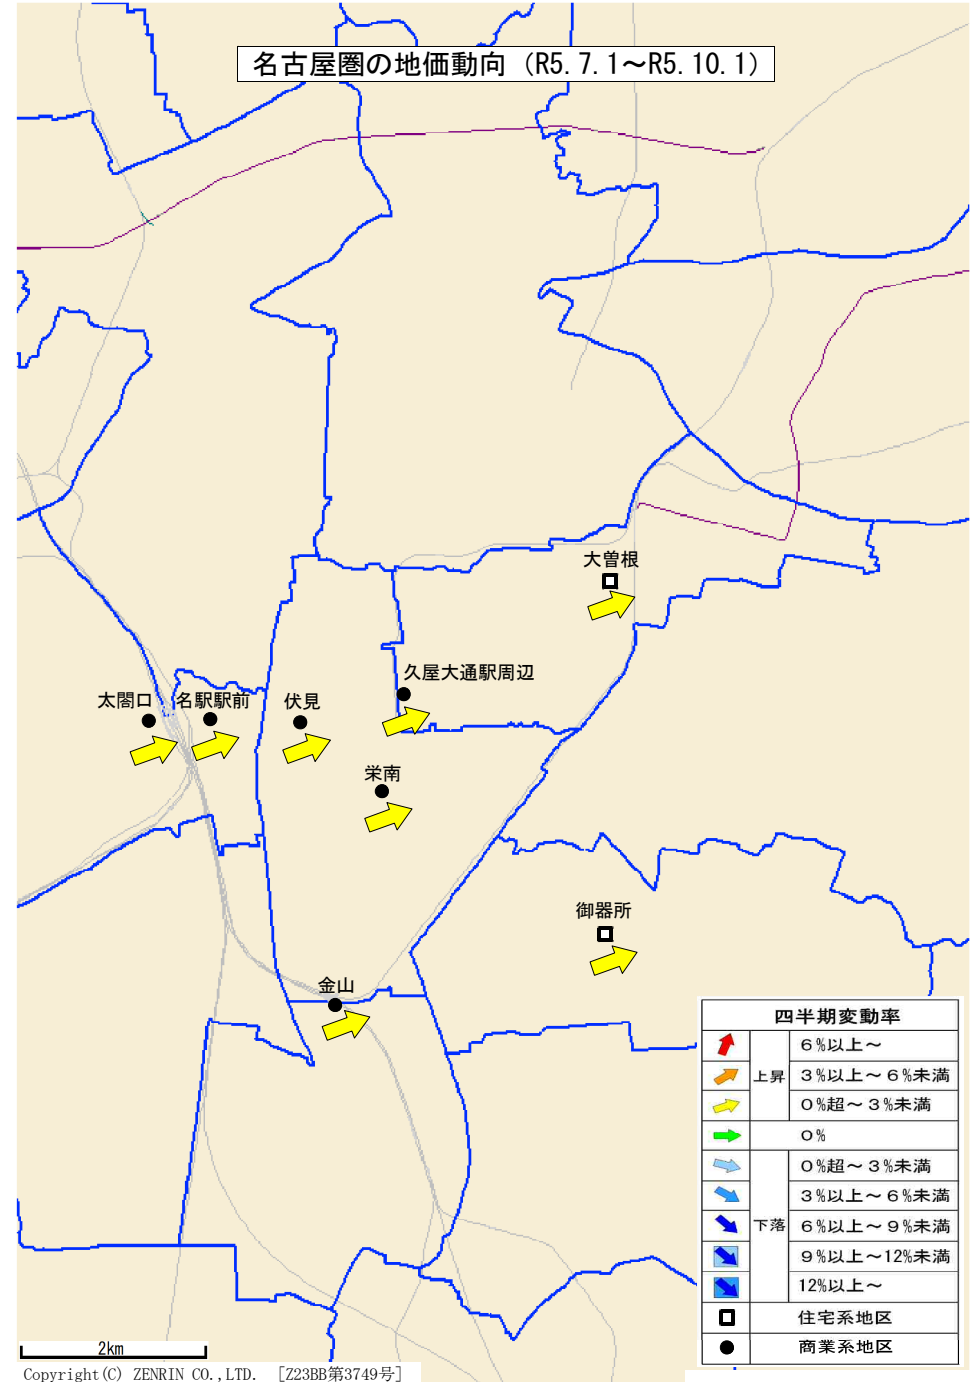 名古屋圏の地価動向（R5.7.1～R5.10.1）
大曽根
久屋大通駅周辺
太閤口
名駅駅前
伏見
栄南
御器所
金山
四半期変動率
上昇
6%以上～
3%以上～6%未満
0%超～3%未満
0%
下落
0%超～3%未満
3%以上～6%未満
6%以上～9%未満
9%以上～12%未満
12%以上～
住宅系地区
商業系地区
2km
Copyright(C) ZENRIN CO.,LTD. [Z23BB第3749号]